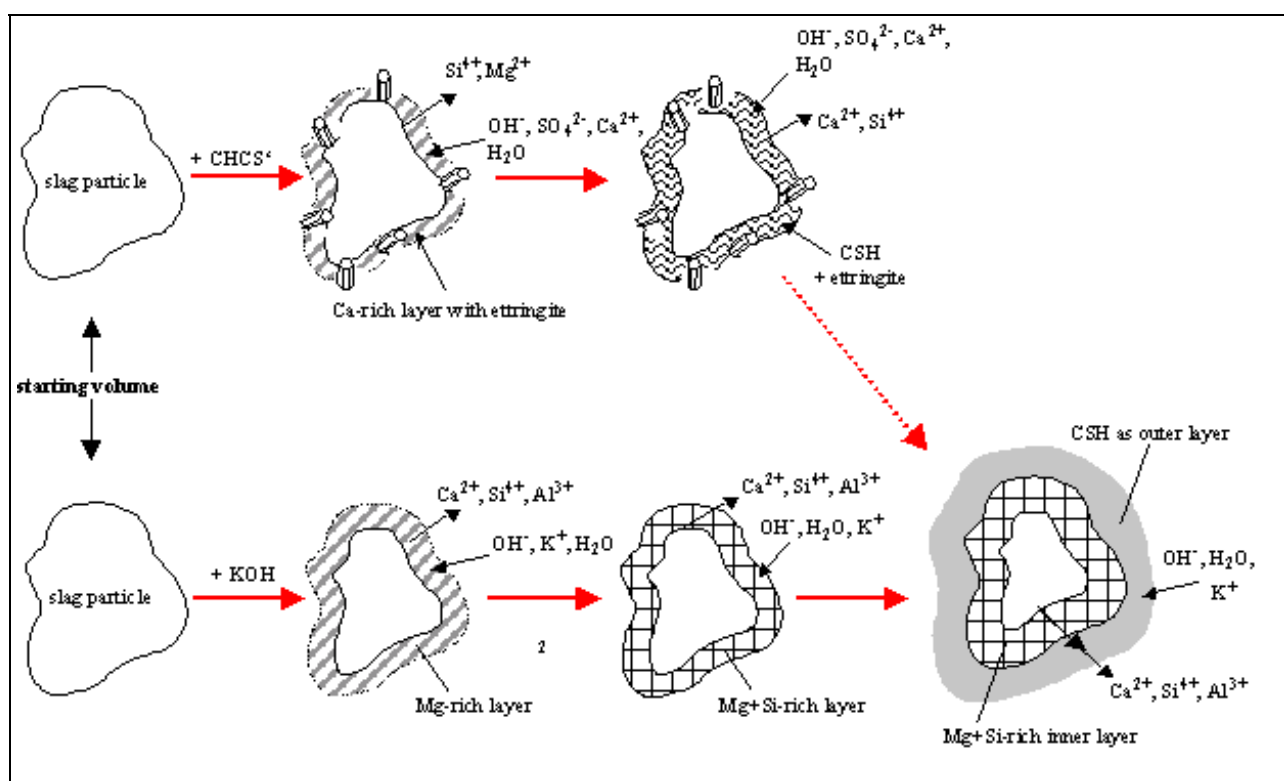 OH⁻, SO₄²⁻, Ca²⁺,
H₂O
Si⁴⁺, Mg²⁺
OH⁻, SO₄²⁻, Ca²⁺,
H₂O
Ca²⁺, Si⁴⁺
+ CHCS‘
slag particle
CSH
+ ettringite
Ca-rich layer with ettringite
starting volume
CSH as outer layer
Ca²⁺, Si⁴⁺, Al³⁺
Ca²⁺, Si⁴⁺, Al³⁺
OH⁻, H₂O, K⁺
OH⁻, K⁺, H₂O
OH⁻, H₂O,
K⁺
+ KOH
slag particle
2
Mg-rich layer
Mg+Si-rich layer
Ca²⁺, Si⁴⁺, Al³⁺
Mg+Si-rich inner layer